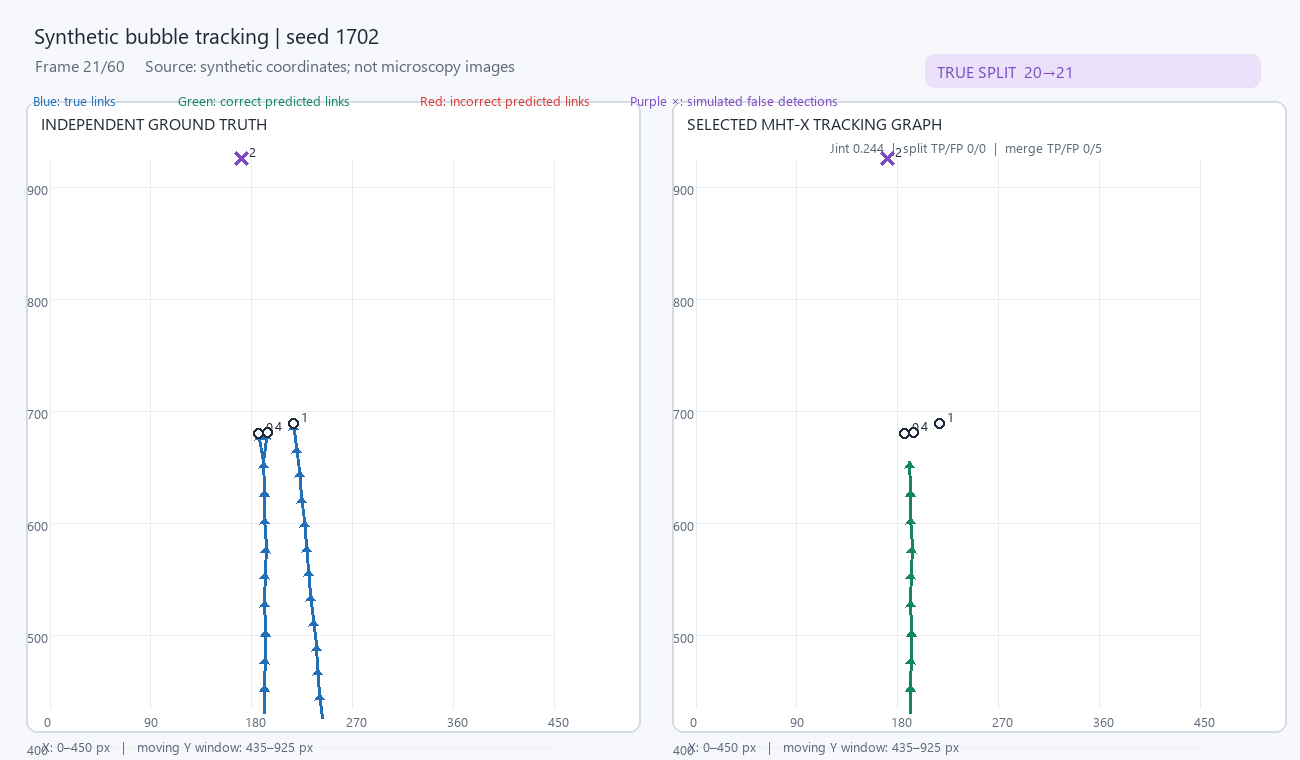 Synthetic bubble tracking | seed 1702
Frame 21/60 Source: synthetic coordinates; not microscopy images
TRUE SPLIT 20→21
Blue: true links Green: correct predicted links Red: incorrect predicted links Purple ×: simulated false detections
INDEPENDENT GROUND TRUTH
2
900
800
700
1
0 4
600
500
0 90 180 270 360 450
400
X: 0–450 px | moving Y window: 435–925 px
SELECTED MHT-X TRACKING GRAPH
Jint 0.244 | split TP/FP 0/0 | merge TP/FP 0/5
2
900
800
700
1
0 4
600
500
0 90 180 270 360 450
400
X: 0–450 px | moving Y window: 435–925 px